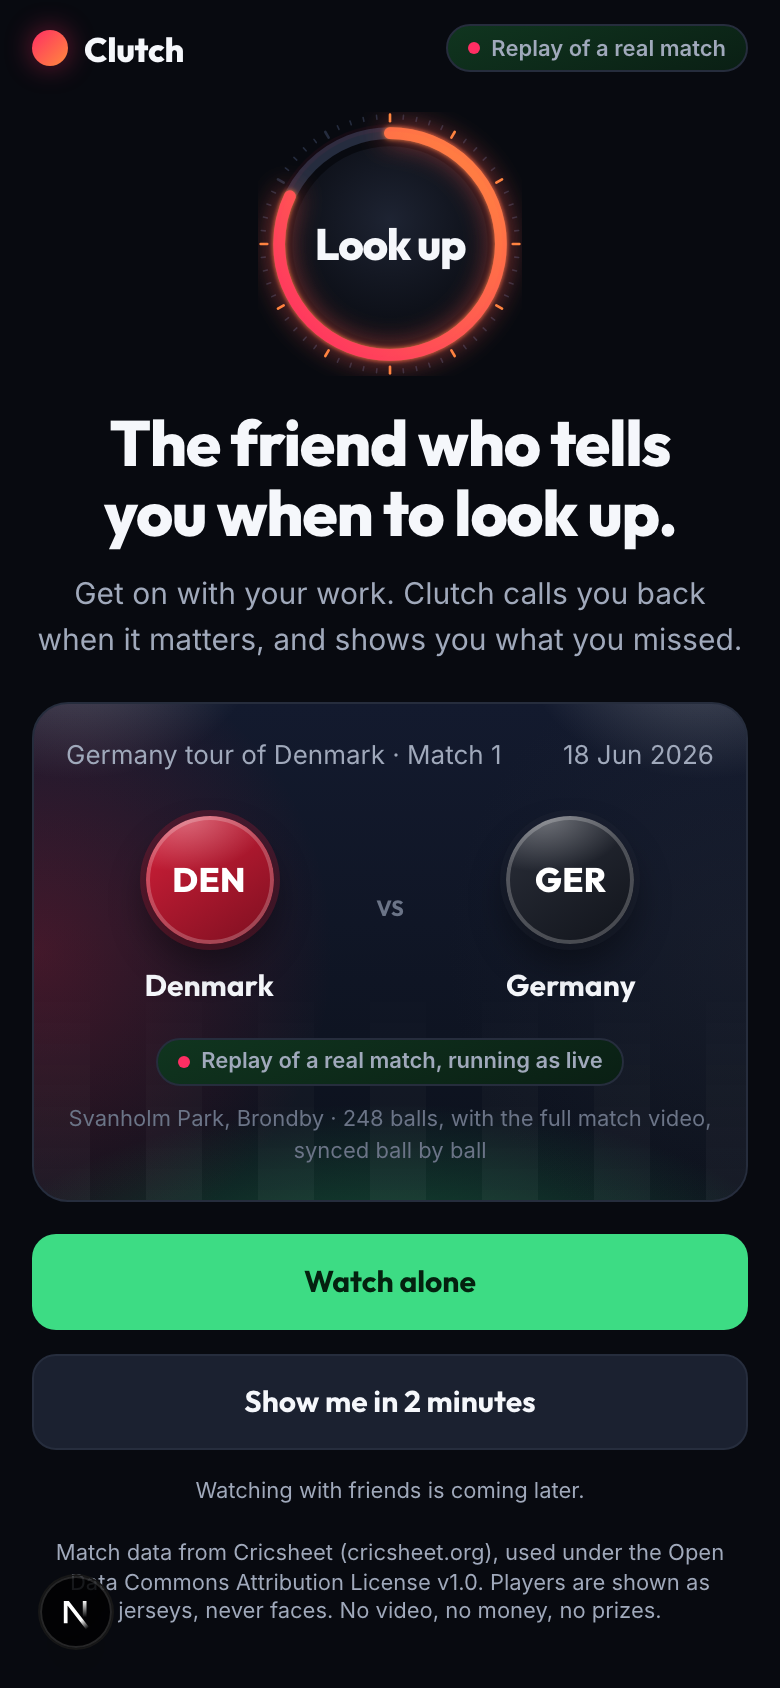 Clutch
Replay of a real match
Look up
The friend who tells
you when to look up.
Get on with your work. Clutch calls you back
when it matters, and shows you what you missed.
Germany tour of Denmark · Match 1
18 Jun 2026
DEN
vs
GER
Denmark
Germany
Replay of a real match, running as live
Svanholm Park, Brondby · 248 balls, with the full match video,
synced ball by ball
Watch alone
Show me in 2 minutes
Watching with friends is coming later.
Match data from Cricsheet (cricsheet.org), used under the Open
Data Commons Attribution License v1.0. Players are shown as
jerseys, never faces. No video, no money, no prizes.
N